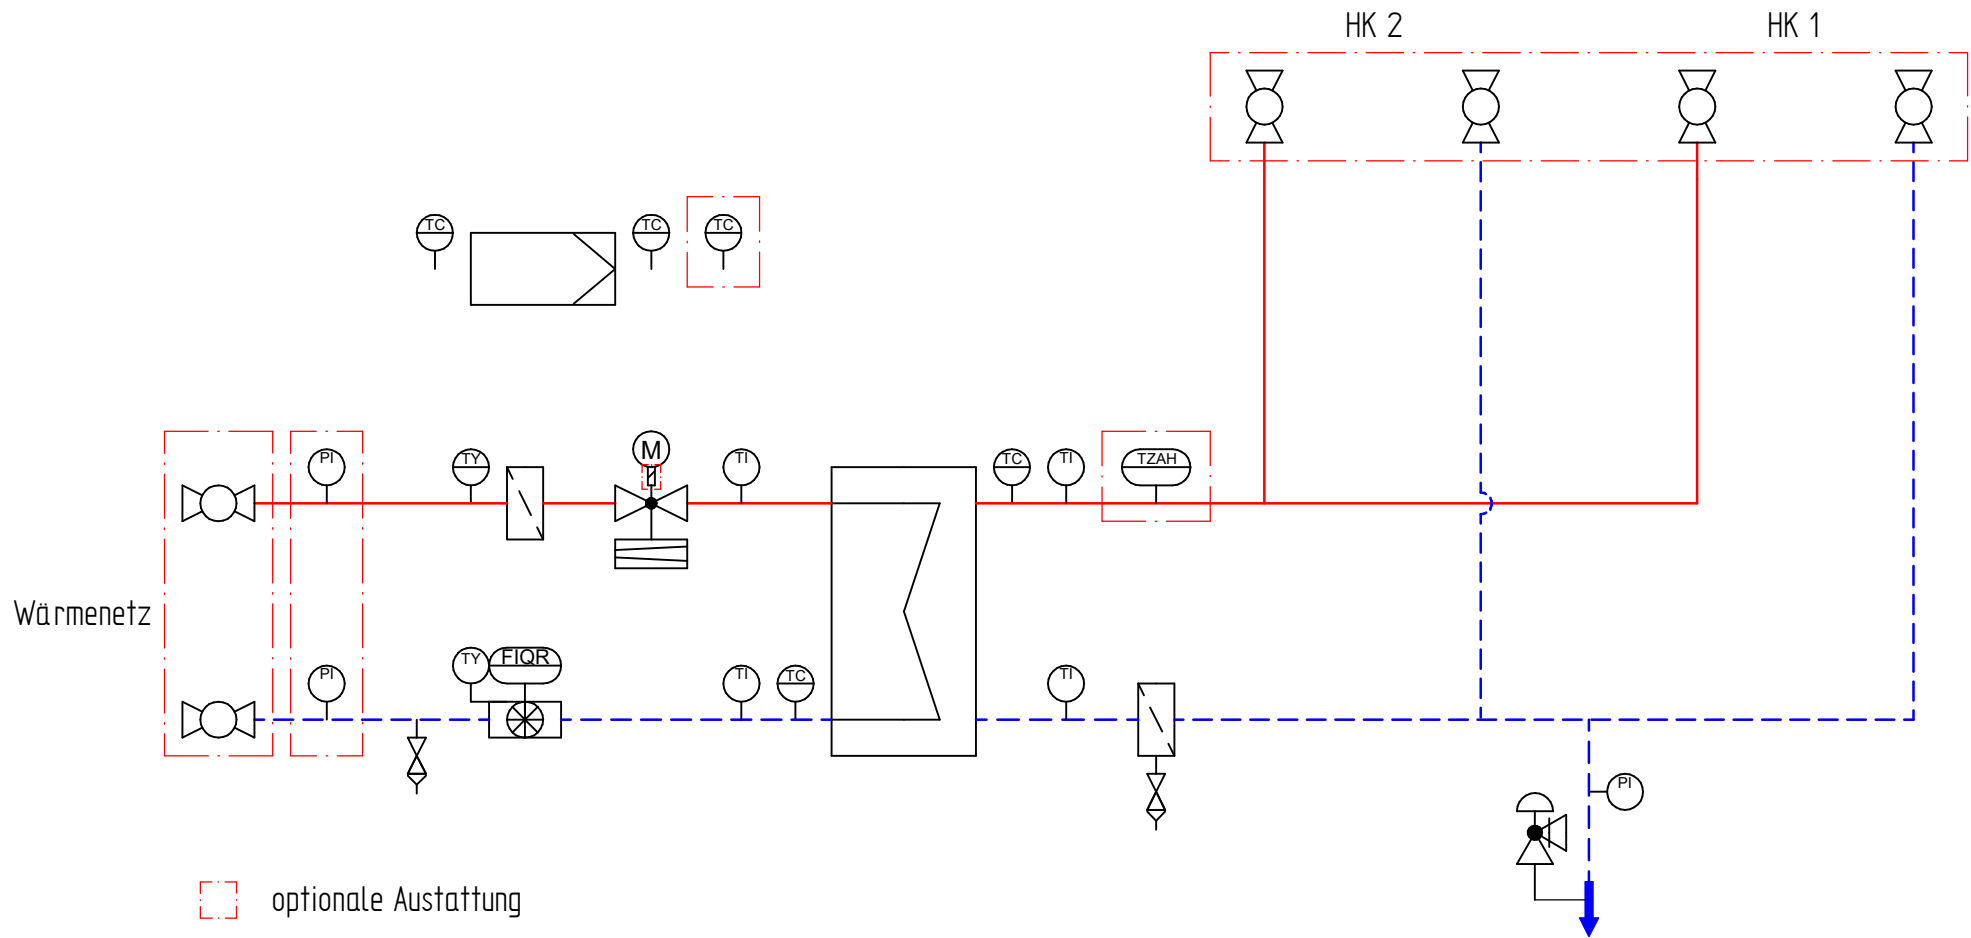 HK 2
HK 1
TC
TC
TC
PI
TY
M
TI
TC
TI
TZAH
Wärmenetz
PI
TY
FIQR
TI
TC
TI
PI
optionale Austattung